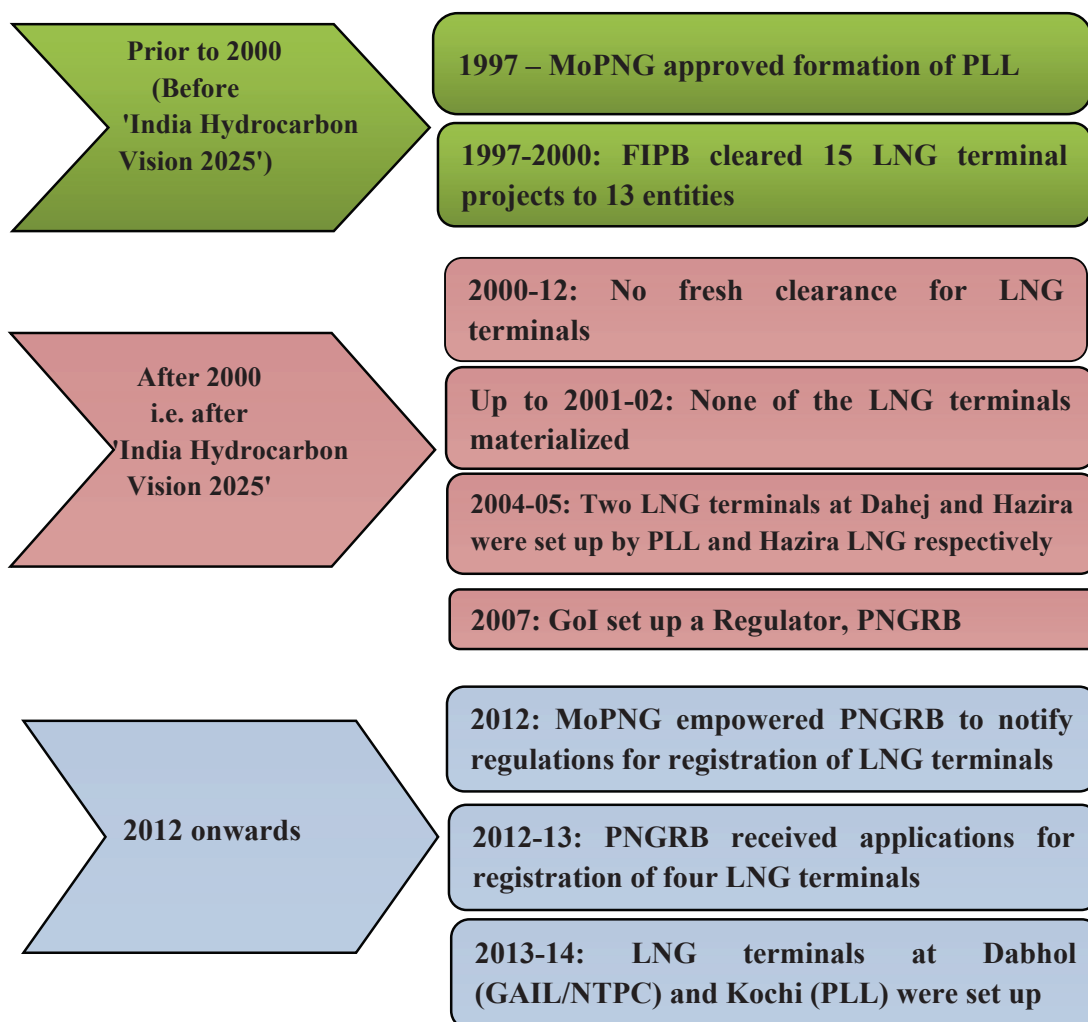 Prior to 2000
(Before
'India Hydrocarbon
Vision 2025')
1997 – MoPNG approved formation of PLL
1997-2000: FIPB cleared 15 LNG terminal
projects to 13 entities
After 2000
i.e. after
'India Hydrocarbon
Vision 2025'
2000-12: No fresh clearance for LNG
terminals
Up to 2001-02: None of the LNG terminals
materialized
2004-05: Two LNG terminals at Dahej and Hazira
were set up by PLL and Hazira LNG respectively
2007: GoI set up a Regulator, PNGRB
2012 onwards
2012: MoPNG empowered PNGRB to notify
regulations for registration of LNG terminals
2012-13: PNGRB received applications for
registration of four LNG terminals
2013-14: LNG terminals at Dabhol
(GAIL/NTPC) and Kochi (PLL) were set up